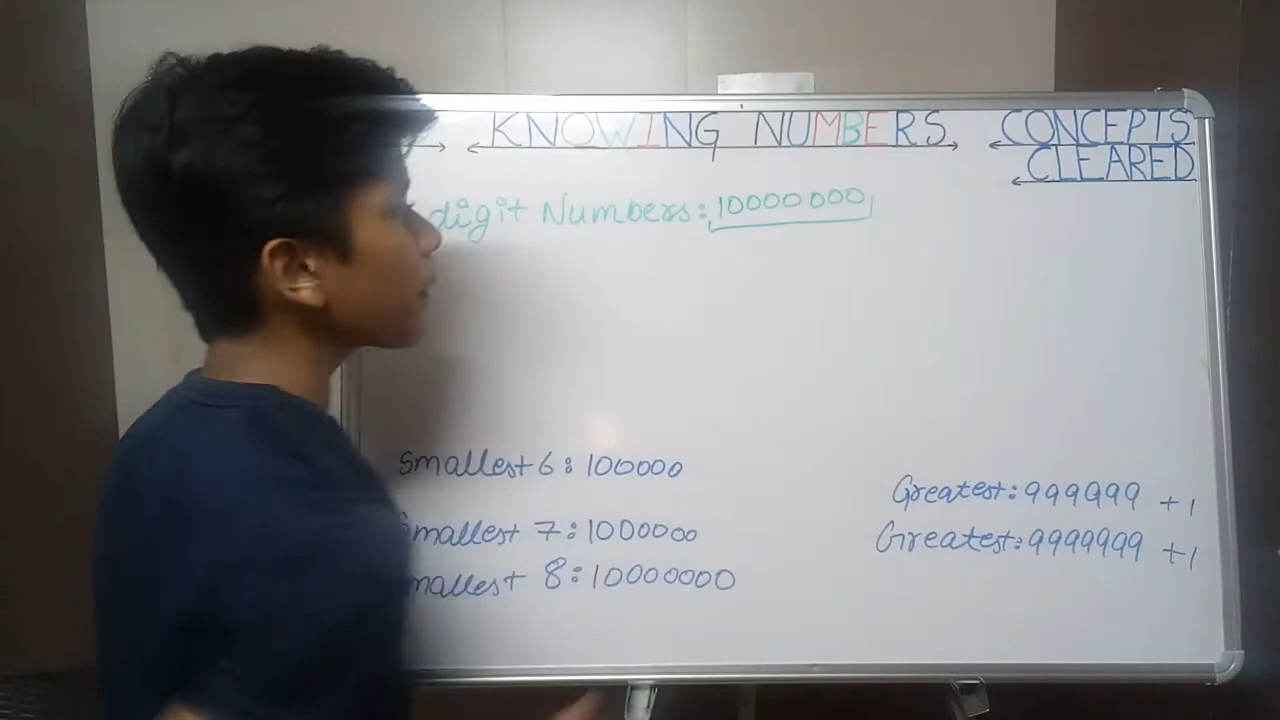 KNOWING NUMBERS
CONCEPTS
CLEARED
digit Numbers: 10000000
Smallest 6: 100000
Greatest: 999999 +1
Smallest 7: 1000000
Greatest: 9999999 +1
mallest 8: 10000000